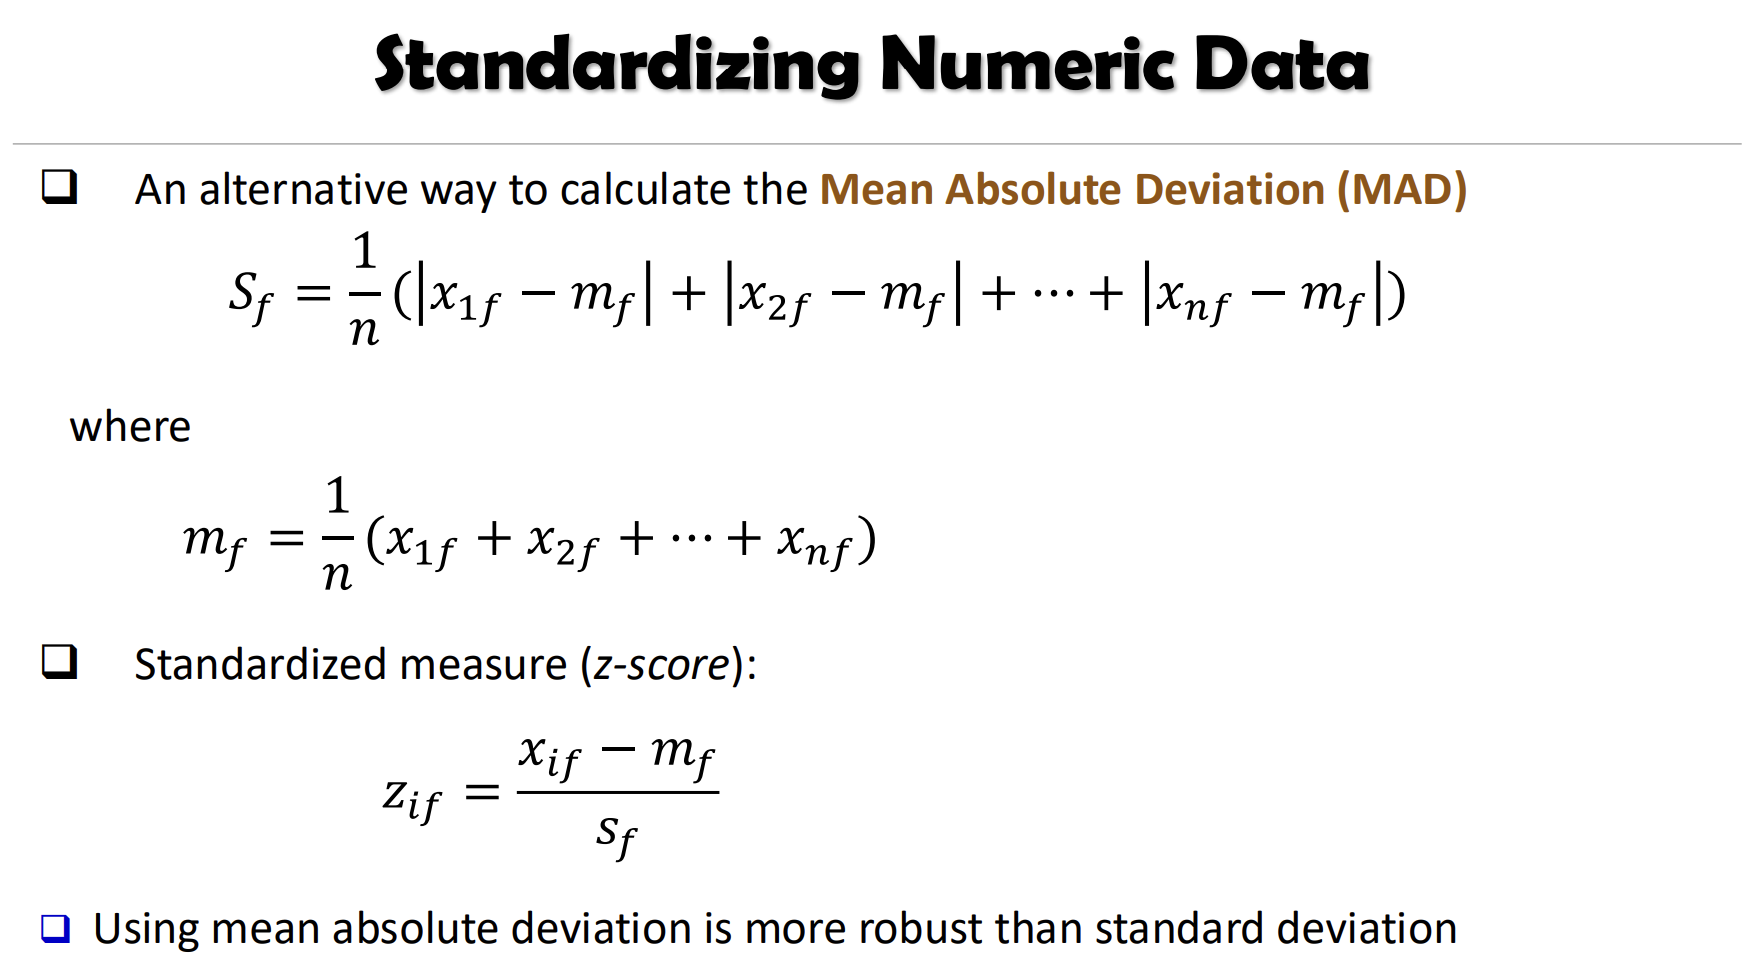 Standardizing Numeric Data
❑ An alternative way to calculate the Mean Absolute Deviation (MAD)
S_f = \frac{1}{n}(|x_{1f} − m_f| + |x_{2f} − m_f| + ⋯ + |x_{nf} − m_f|)
where
m_f = \frac{1}{n}(x_{1f} + x_{2f} + ⋯ + x_{nf})
❑ Standardized measure (z-score):
z_{if} = \frac{x_{if} − m_f}{s_f}
❑ Using mean absolute deviation is more robust than standard deviation